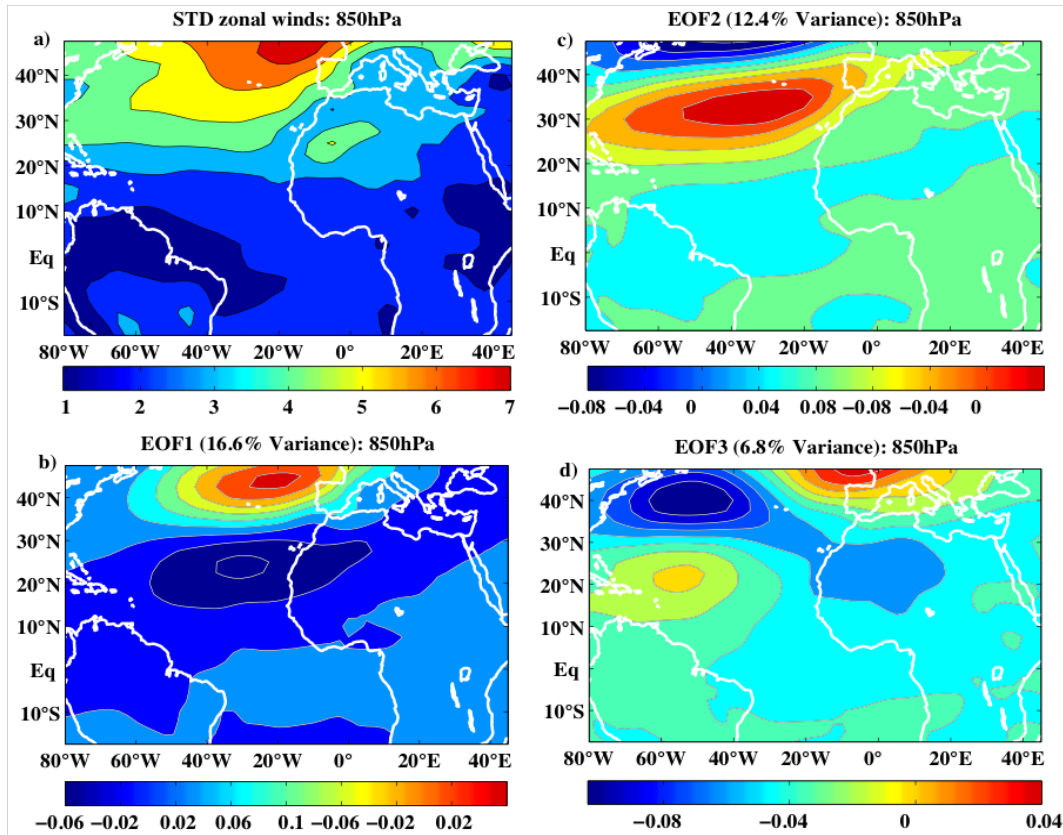 STD zonal winds: 850hPa
a)
40°N
30°N
20°N
10°N
Eq
10°S
80°W 60°W 40°W 20°W 0° 20°E 40°E
1 2 3 4 5 6 7
EOF2 (12.4% Variance): 850hPa
c)
40°N
30°N
20°N
10°N
Eq
10°S
80°W 60°W 40°W 20°W 0° 20°E 40°E
−0.08 −0.04 0 0.04 0.08 −0.08 −0.04 0
EOF1 (16.6% Variance): 850hPa
b)
40°N
30°N
20°N
10°N
Eq
10°S
80°W 60°W 40°W 20°W 0° 20°E 40°E
−0.06 −0.02 0.02 0.06 0.1 −0.06 −0.02 0.02
EOF3 (6.8% Variance): 850hPa
d)
40°N
30°N
20°N
10°N
Eq
10°S
80°W 60°W 40°W 20°W 0° 20°E 40°E
−0.08 −0.04 0 0.04